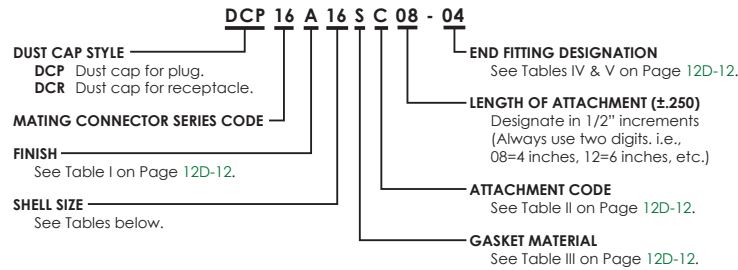 DCP 16 A 16 S C 08 - 04
DUST CAP STYLE
DCP Dust cap for plug.
DCR Dust cap for receptacle.
MATING CONNECTOR SERIES CODE
FINISH
See Table I on Page 12D-12.
SHELL SIZE
See Tables below.
END FITTING DESIGNATION
See Tables IV & V on Page 12D-12.
LENGTH OF ATTACHMENT (±.250)
Designate in 1/2" increments
(Always use two digits. i.e.,
08=4 inches, 12=6 inches, etc.)
ATTACHMENT CODE
See Table II on Page 12D-12.
GASKET MATERIAL
See Table III on Page 12D-12.